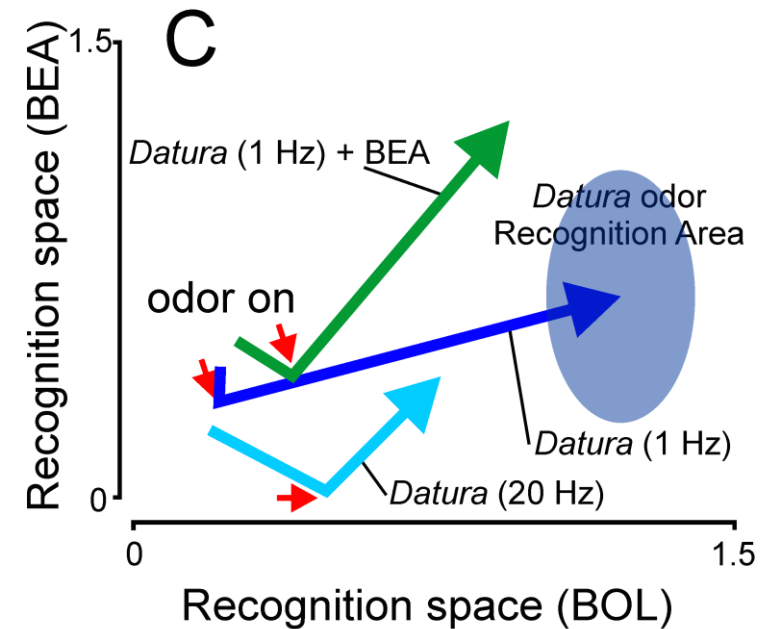 C
1.5
Recognition space (BEA)
Datura (1 Hz) + BEA
Datura odor
Recognition Area
odor on
Datura (1 Hz)
Datura (20 Hz)
0
0
1.5
Recognition space (BOL)